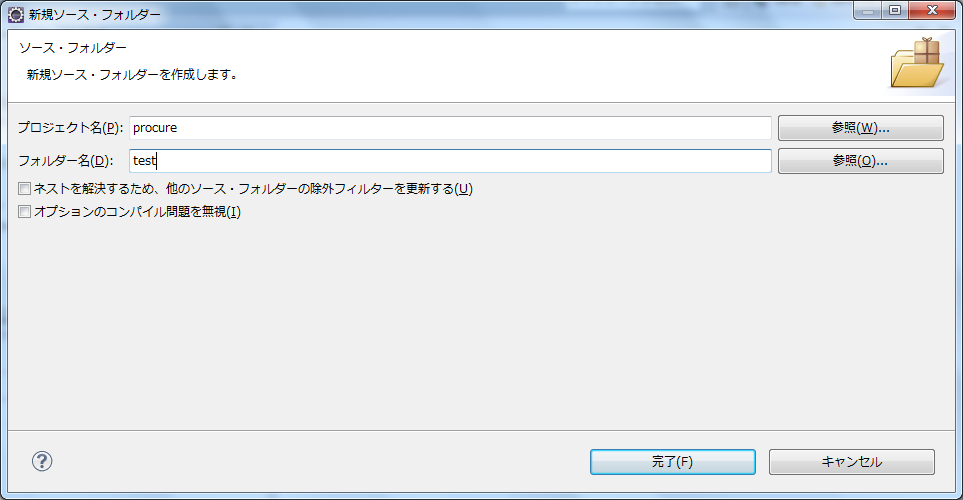 新規ソース・フォルダー
ソース・フォルダー
新規ソース・フォルダーを作成します。
プロジェクト名(P): procure 参照(W)...
フォルダー名(D): test 参照(O)...
ネストを解決するため、他のソース・フォルダーの除外フィルターを更新する(U)
オプションのコンパイル問題を無視(I)
? 完了(F) キャンセル